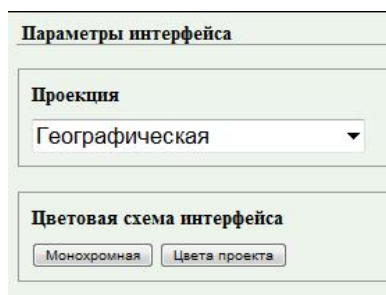 Параметры интерфейса
Проекция
Географическая
Цветовая схема интерфейса
Монохромная Цвета проекта